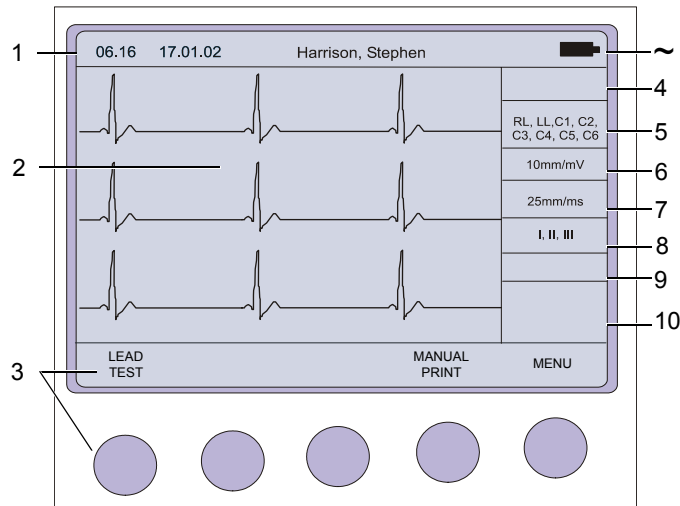 1
06.16 17.01.02 Harrison, Stephen
~
4
RL, LL,C1, C2,
C3, C4, C5, C6
5
2
10mm/mV
6
25mm/ms
7
I, II, III
8
9
10
3
LEAD
TEST
MANUAL
PRINT
MENU